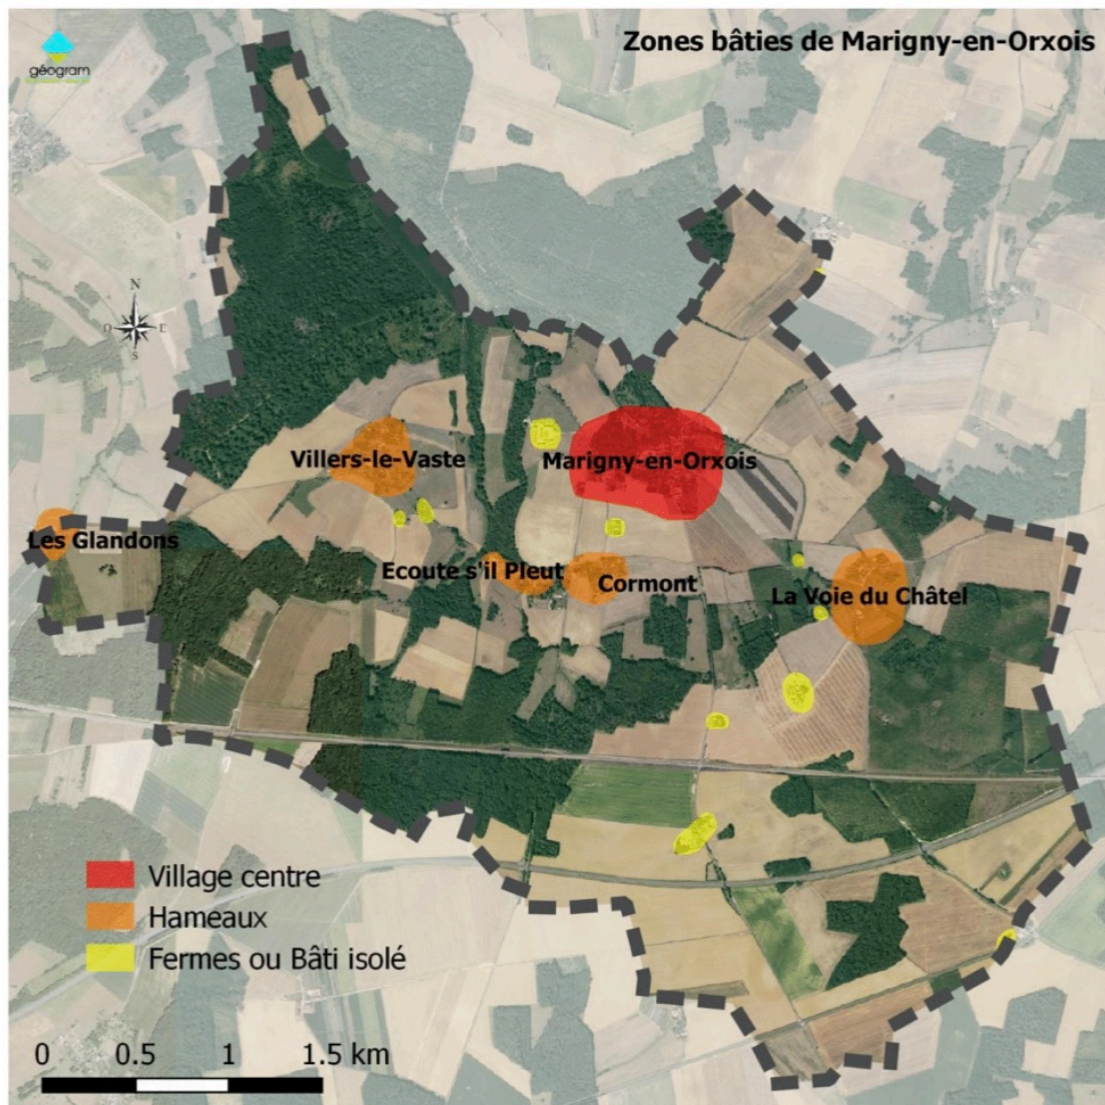 Zones bâties de Marigny-en-Orxois
géogram
N
O
E
S
Villers-le-Vaste
Marigny-en-Orxois
Les Glandons
Ecoute s'il Pleut
Cormont
La Voie du Châtel
Village centre
Hameaux
Fermes ou Bâti isolé
0 0.5 1 1.5 km